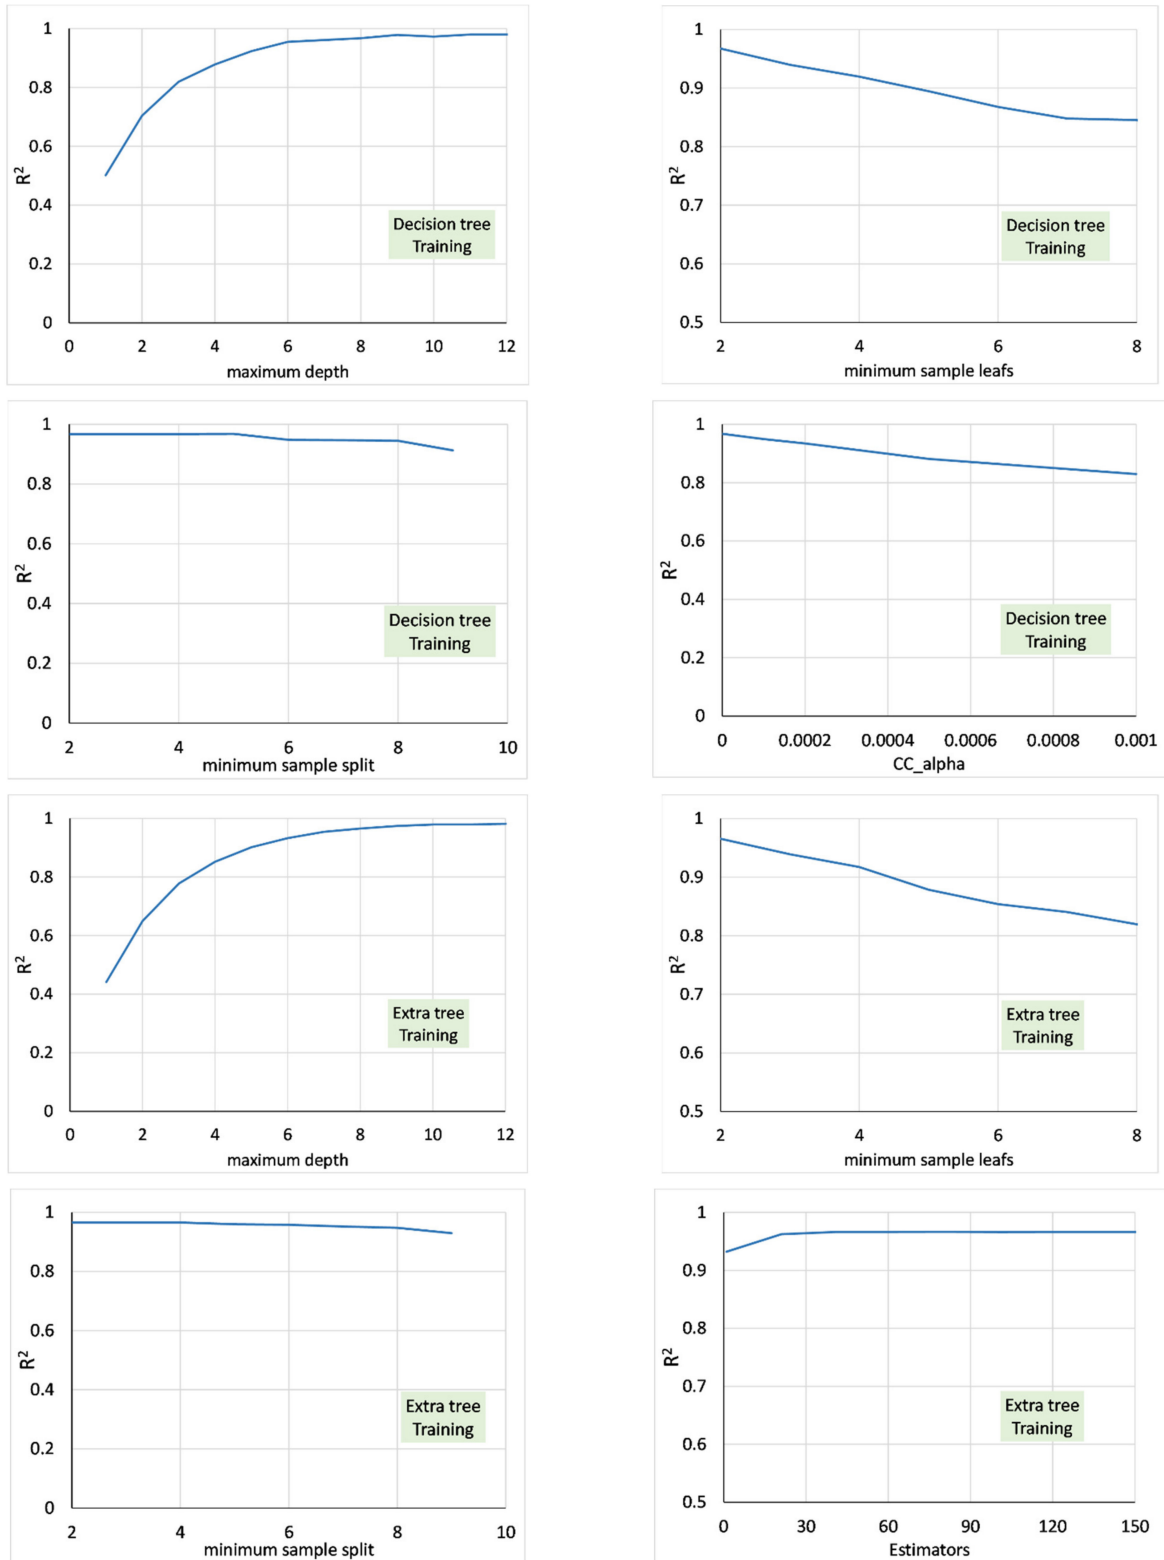 1
0.8
0.6
R²
0.4
0.2
0
0 2 4 6 8 10 12
maximum depth
Decision tree
Training
1
0.9
0.8
R²
0.7
0.6
0.5
2 4 6 8
minimum sample leafs
Decision tree
Training
1
0.8
0.6
R²
0.4
0.2
0
2 4 6 8 10
minimum sample split
Decision tree
Training
1
0.8
0.6
R²
0.4
0.2
0
0 0.0002 0.0004 0.0006 0.0008 0.001
CC_alpha
Decision tree
Training
1
0.8
0.6
R²
0.4
0.2
0
0 2 4 6 8 10 12
maximum depth
Extra tree
Training
1
0.9
0.8
R²
0.7
0.6
0.5
2 4 6 8
minimum sample leafs
Extra tree
Training
1
0.8
0.6
R²
0.4
0.2
0
2 4 6 8 10
minimum sample split
Extra tree
Training
1
0.9
0.8
R²
0.7
0.6
0.5
0 30 60 90 120 150
Estimators
Extra tree
Training